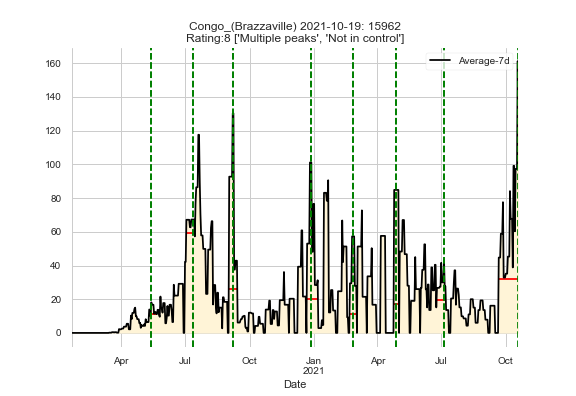 Congo_(Brazzaville) 2021-10-19: 15962
Rating:8 ['Multiple peaks', 'Not in control']
Average-7d
160
140
120
100
80
60
40
20
0
Apr Jul Oct Jan Apr Jul Oct
2021
Date